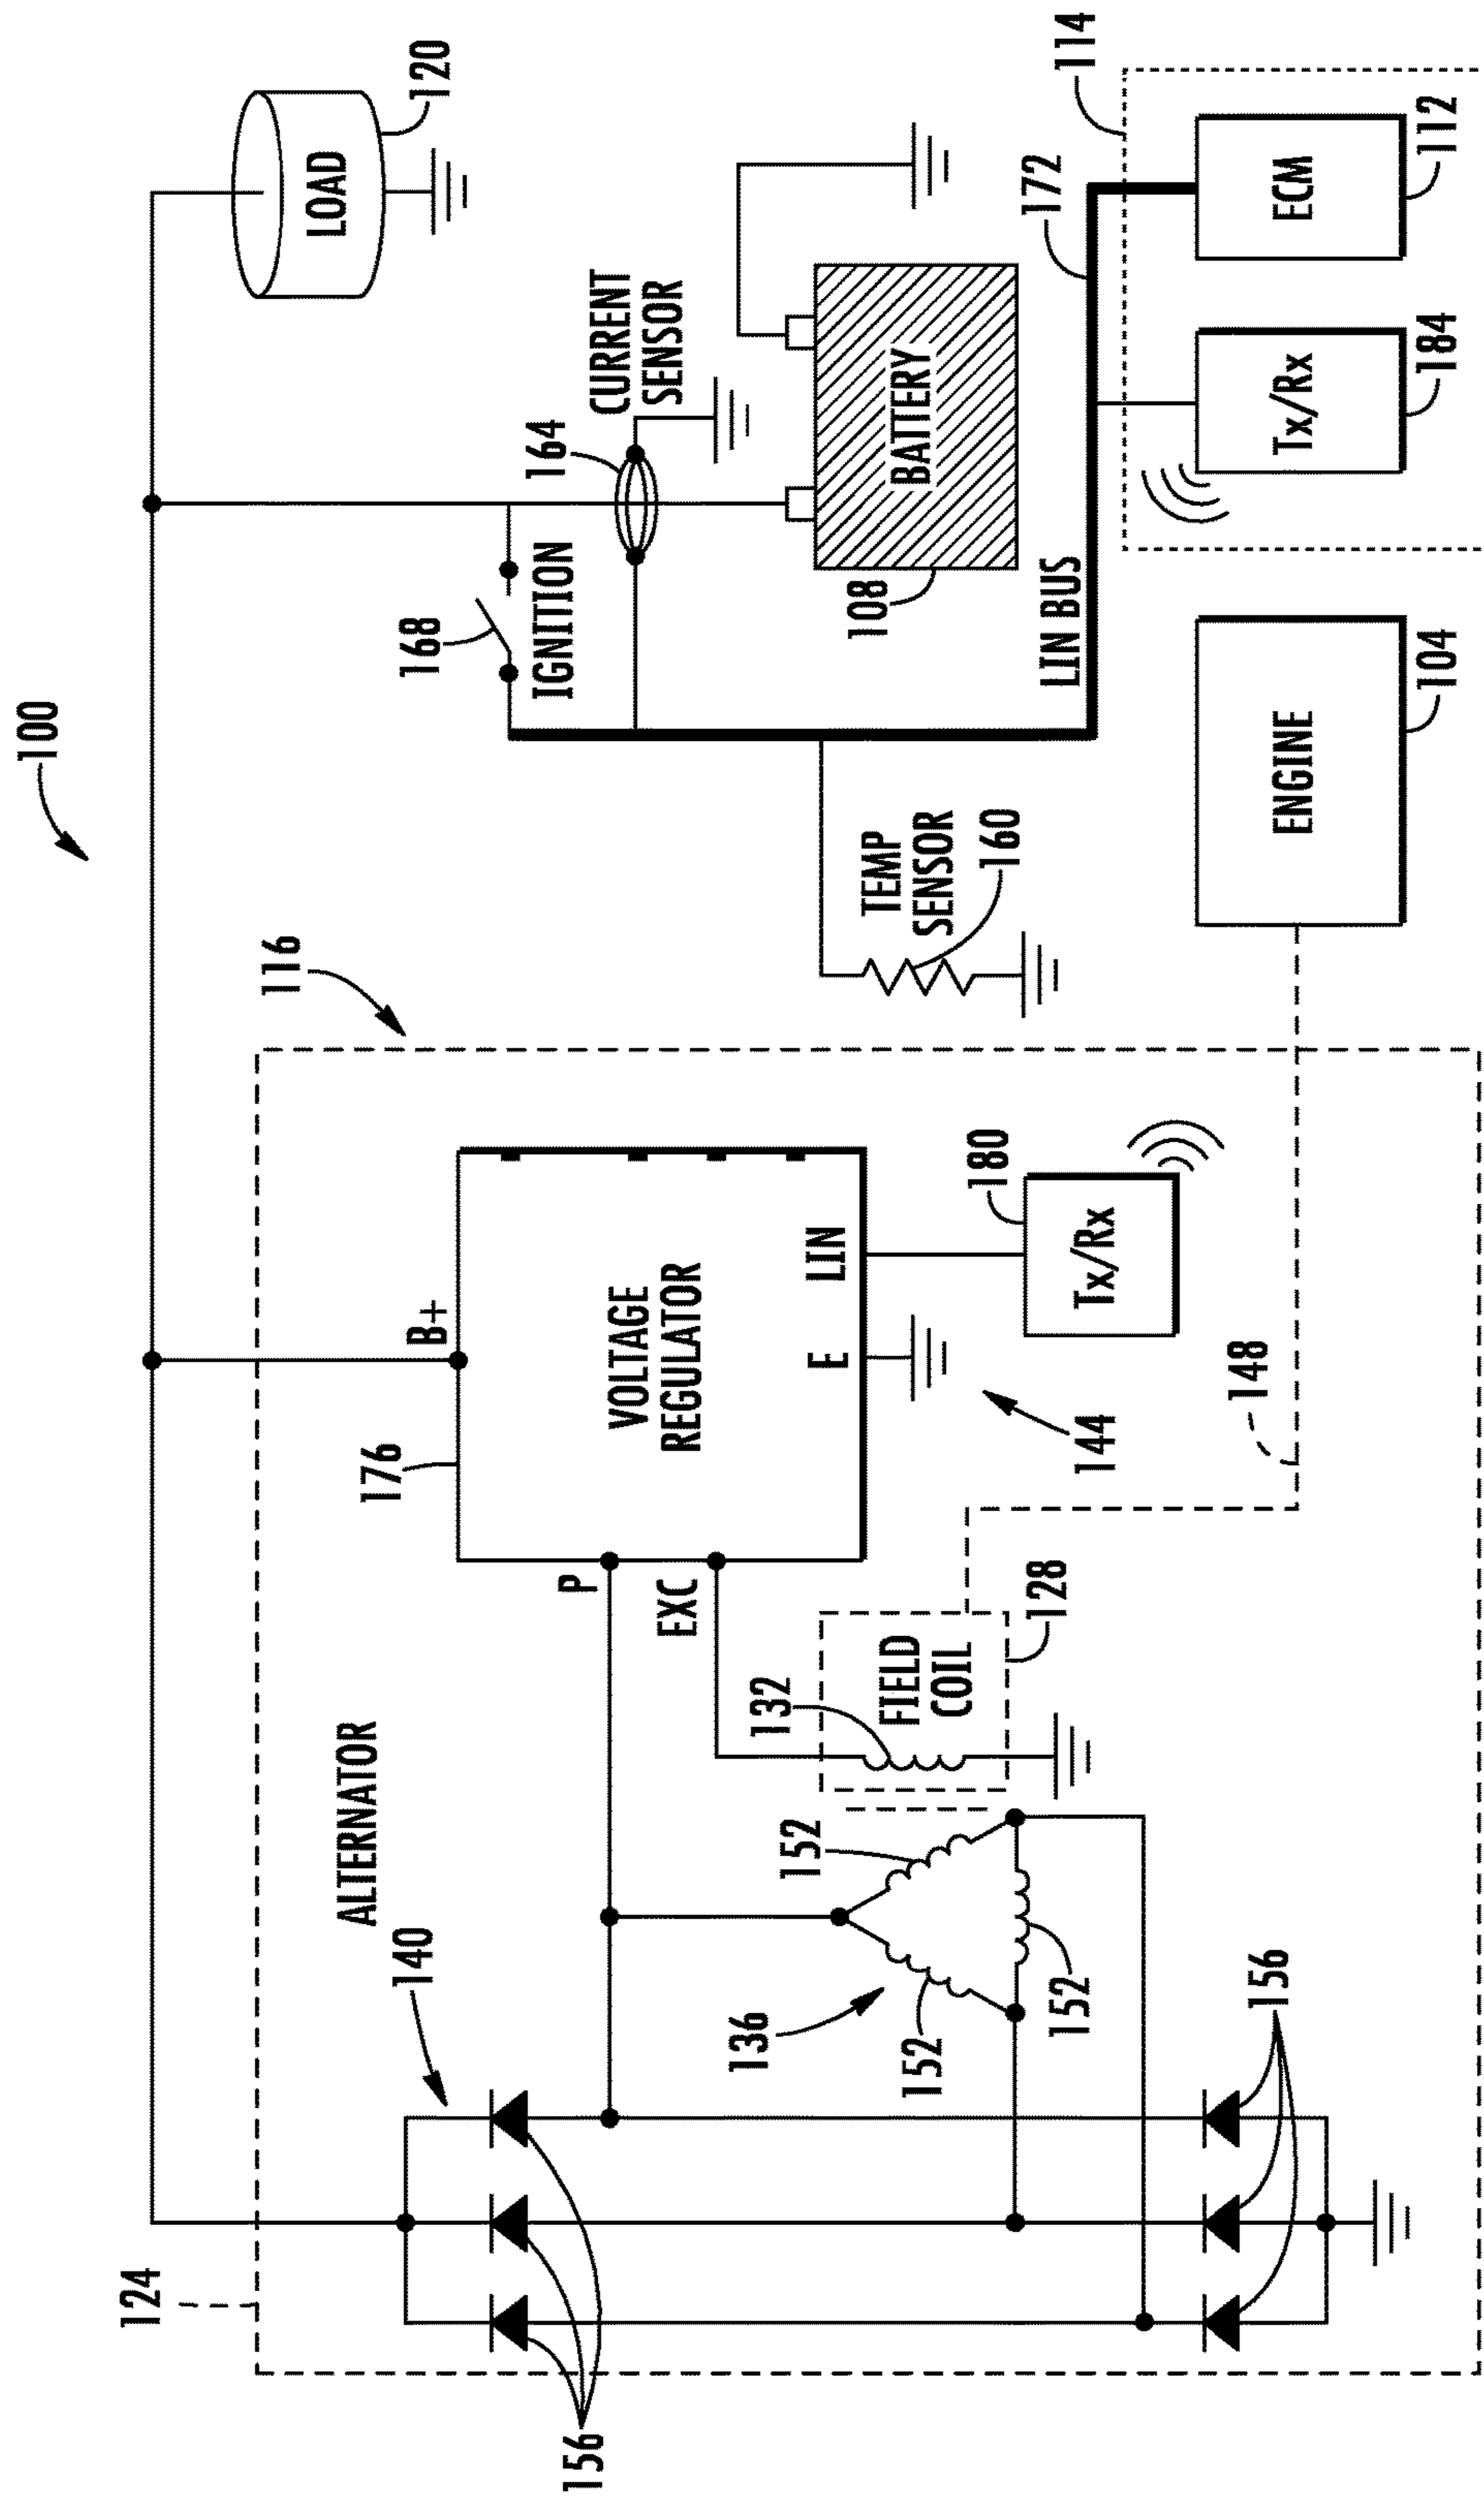 100
124
140
ALTERNATOR
116
176
B+
P
EXC
VOLTAGE
REGULATOR
E
LIN
144
180
Tx/Rx
132
FIELD
COIL
128
148
136
152
152
152
156
156
168
IGNITION
164
CURRENT
SENSOR
LOAD
120
TEMP
SENSOR
160
108
BATTERY
LIN BUS
172
114
ENGINE
104
Tx/Rx
184
ECM
112